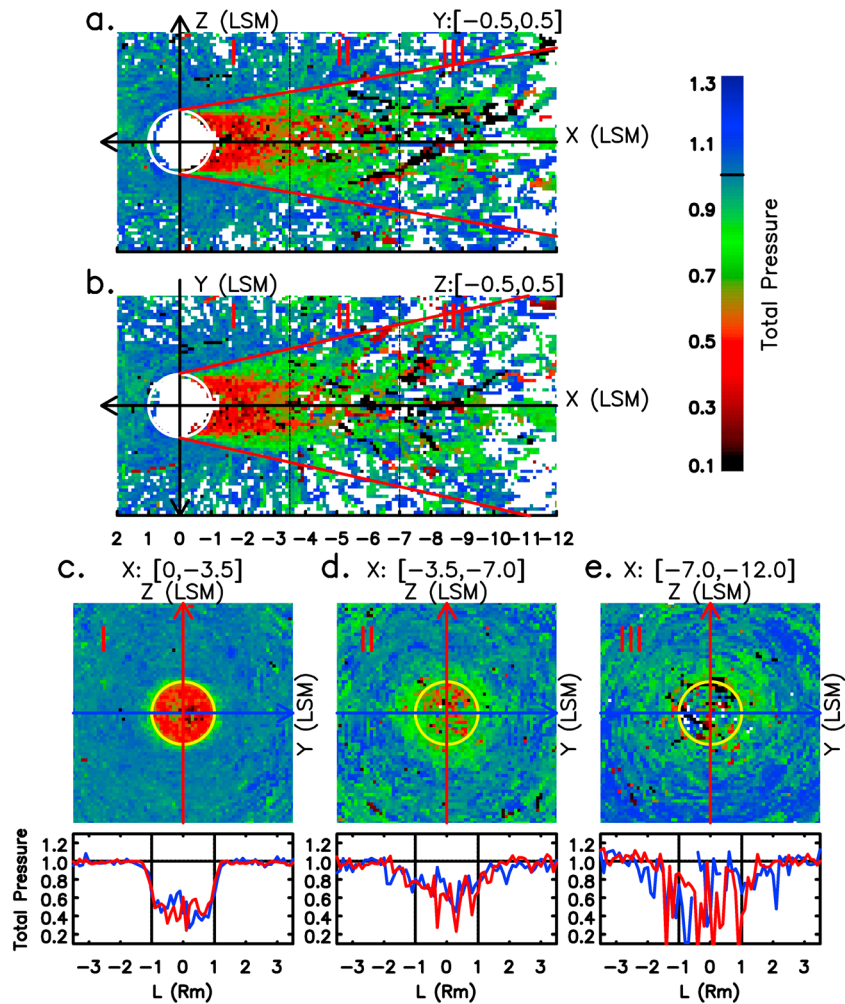 a. Z (LSM) Y:[−0.5,0.5]
I II III
X (LSM)
b. Y (LSM) Z:[−0.5,0.5]
I II III
X (LSM)
2 1 0 −1 −2 −3 −4 −5 −6 −7 −8 −9 −10 −11 −12
1.3
1.1
0.9
0.7
0.5
0.3
0.1
Total Pressure
c. X: [0,−3.5]
Z (LSM)
I
Y (LSM)
d. X: [−3.5,−7.0]
Z (LSM)
II
Y (LSM)
e. X: [−7.0,−12.0]
Z (LSM)
III
Y (LSM)
Total Pressure
1.2
1.0
0.8
0.6
0.4
0.2
−3 −2 −1 0 1 2 3
L (Rm)
1.2
1.0
0.8
0.6
0.4
0.2
−3 −2 −1 0 1 2 3
L (Rm)
1.2
1.0
0.8
0.6
0.4
0.2
−3 −2 −1 0 1 2 3
L (Rm)